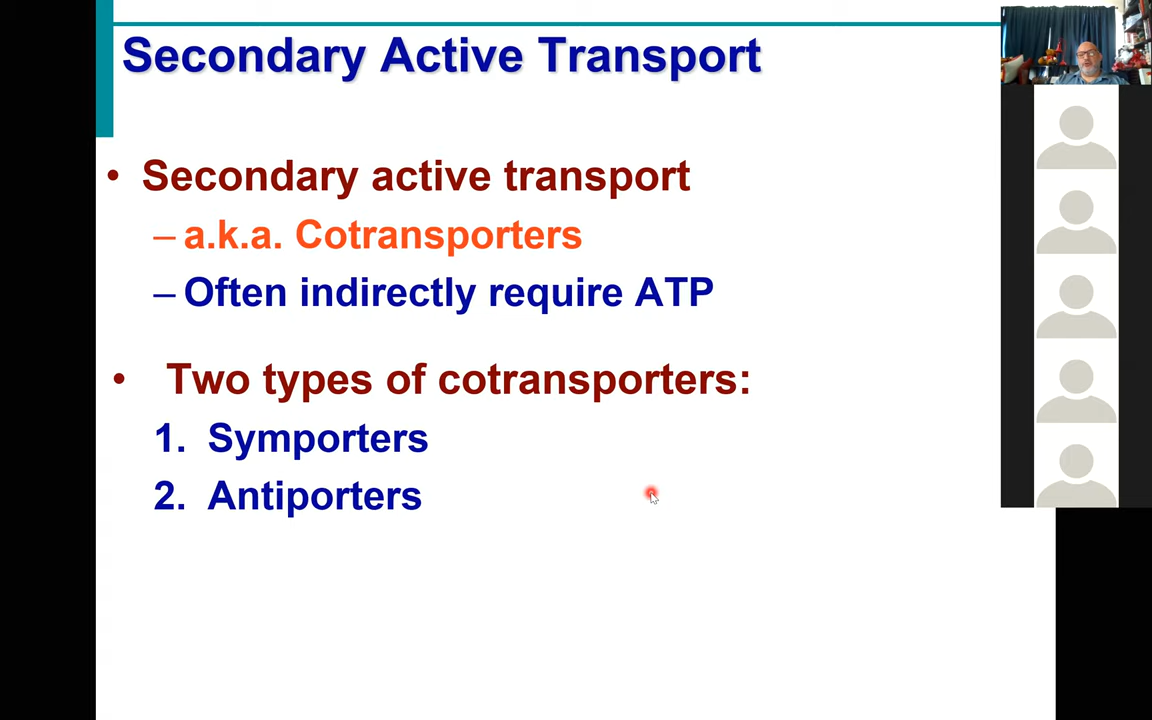 Secondary Active Transport
• Secondary active transport
– a.k.a. Cotransporters
– Often indirectly require ATP
• Two types of cotransporters:
1. Symporters
2. Antiporters